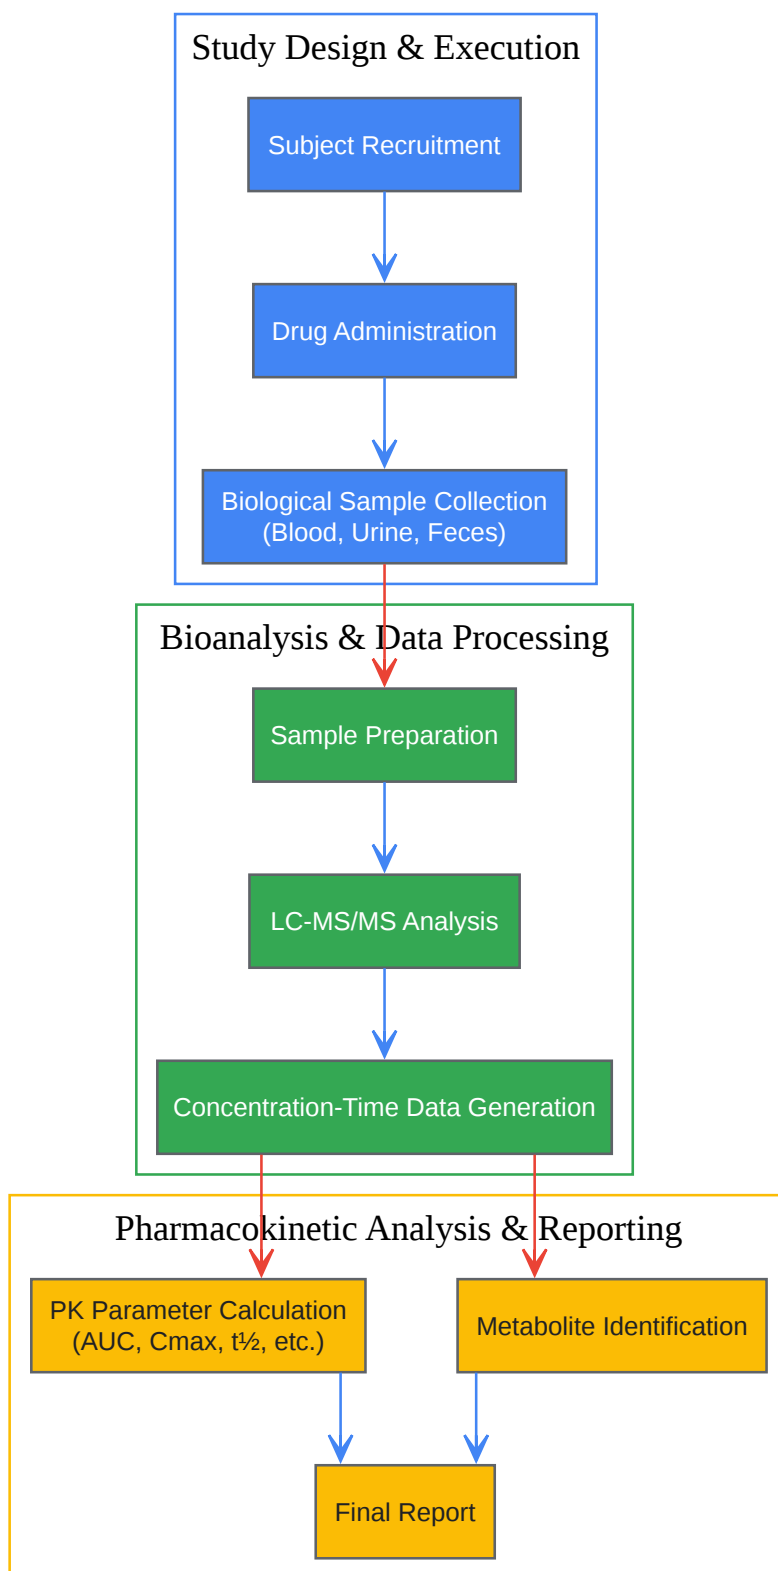 Study Design & Execution
Subject Recruitment
Drug Administration
Biological Sample Collection
(Blood, Urine, Feces)
Bioanalysis & Data Processing
Sample Preparation
LC-MS/MS Analysis
Concentration-Time Data Generation
Pharmacokinetic Analysis & Reporting
PK Parameter Calculation
(AUC, Cmax, t½, etc.)
Metabolite Identification
Final Report